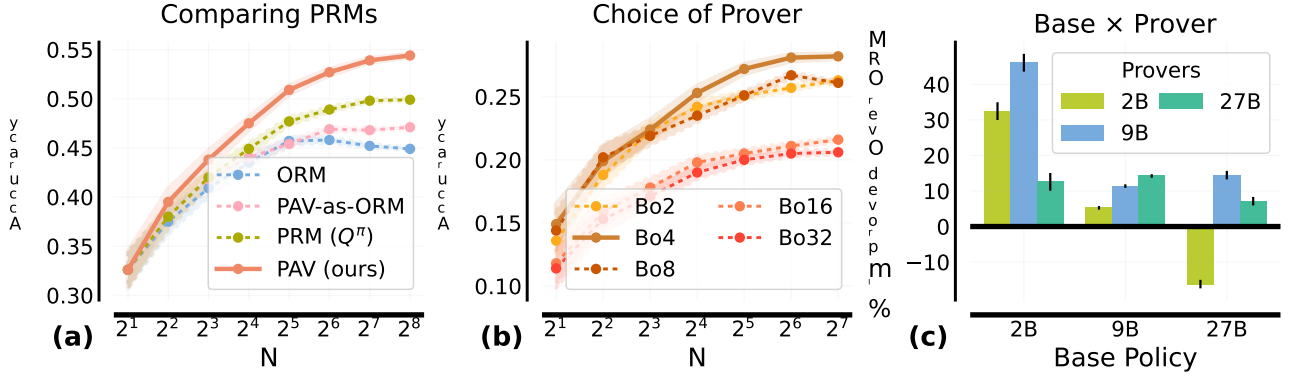 Comparing PRMs
Accuracy
0.55
0.50
0.45
0.40
0.35
0.30
ORM
PAV-as-ORM
PRM (Q^π)
PAV (ours)
2^1 2^2 2^3 2^4 2^5 2^6 2^7 2^8
(a)
N
Choice of Prover
Accuracy
0.25
0.20
0.15
0.10
Bo2
Bo4
Bo8
Bo16
Bo32
2^1 2^2 2^3 2^4 2^5 2^6 2^7
(b)
N
Base × Prover
% Improved Over ORM
40
30
20
10
0
−10
Provers
2B
9B
27B
2B 9B 27B
(c)
Base Policy